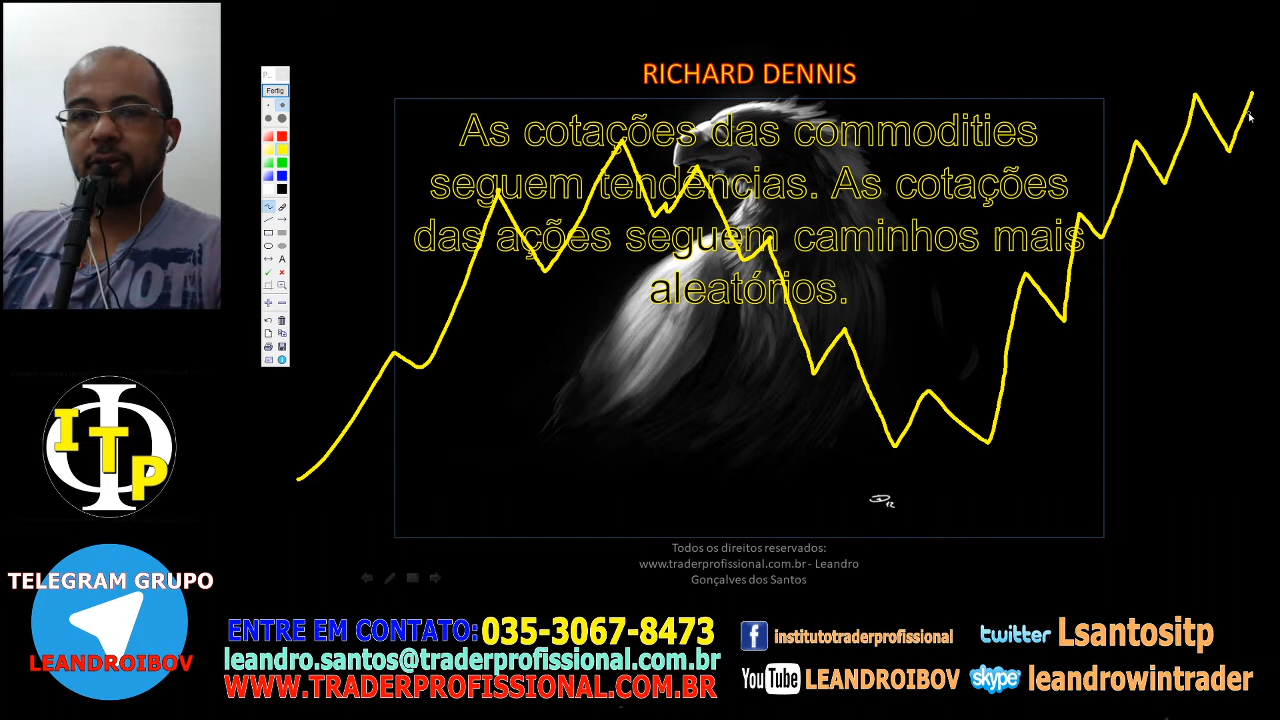 RICHARD DENNIS
P...
Fertig
As cotações das commodities
seguem tendências. As cotações
das ações seguem caminhos mais
aleatórios.
A
12
Todos os direitos reservados:
www.traderprofissional.com.br - Leandro
Gonçalves dos Santos
ITP
TELEGRAM GRUPO
LEANDROIBOV
ENTRE EM CONTATO: 035-3067-8473
leandro.santos@traderprofissional.com.br
WWW.TRADERPROFISSIONAL.COM.BR
f institutotraderprofissional
twitter Lsantositp
YouTube LEANDROIBOV
skype leandrowintrader